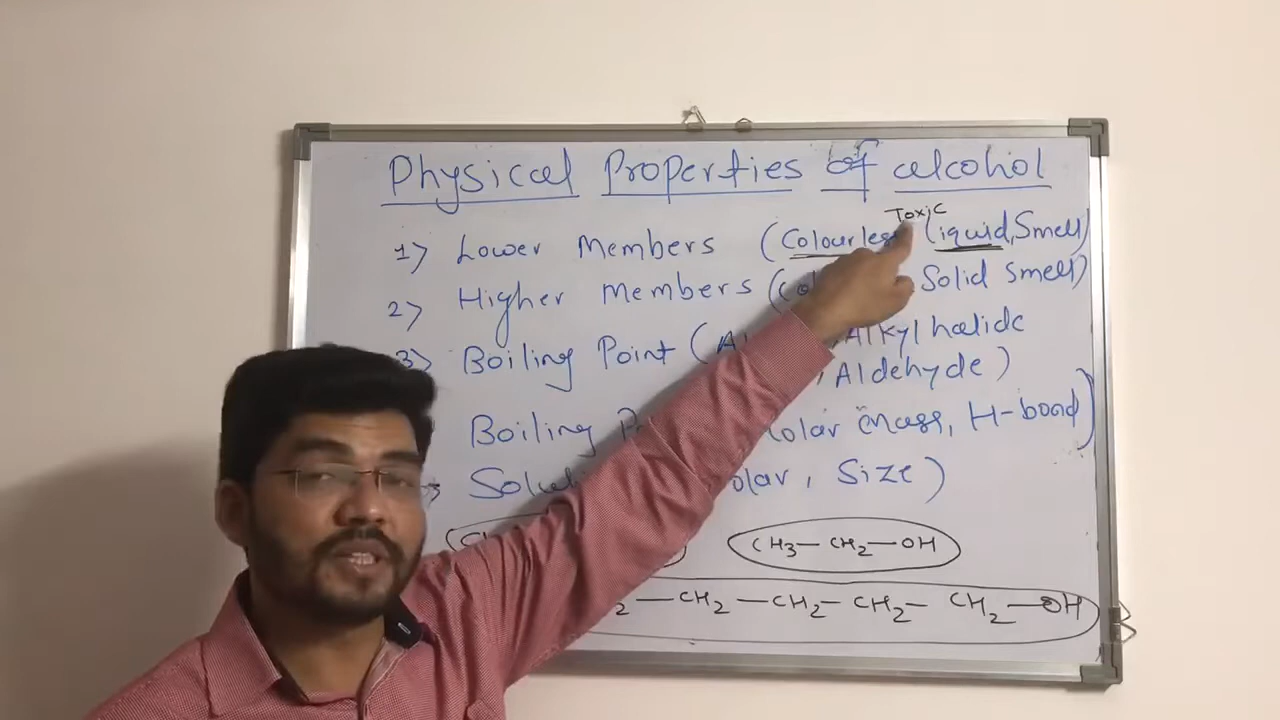 Physical Properties of alcohol
Toxic
1) Lower Members (Colourless liquid, Smell)
2) Higher Members ( Solid smell)
3) Boiling Point ( Alkyl halide
, Aldehyde)
Boiling mass, H-bond)
Size)
CH3—CH2—OH
—CH2—CH2—CH2—CH2—OH